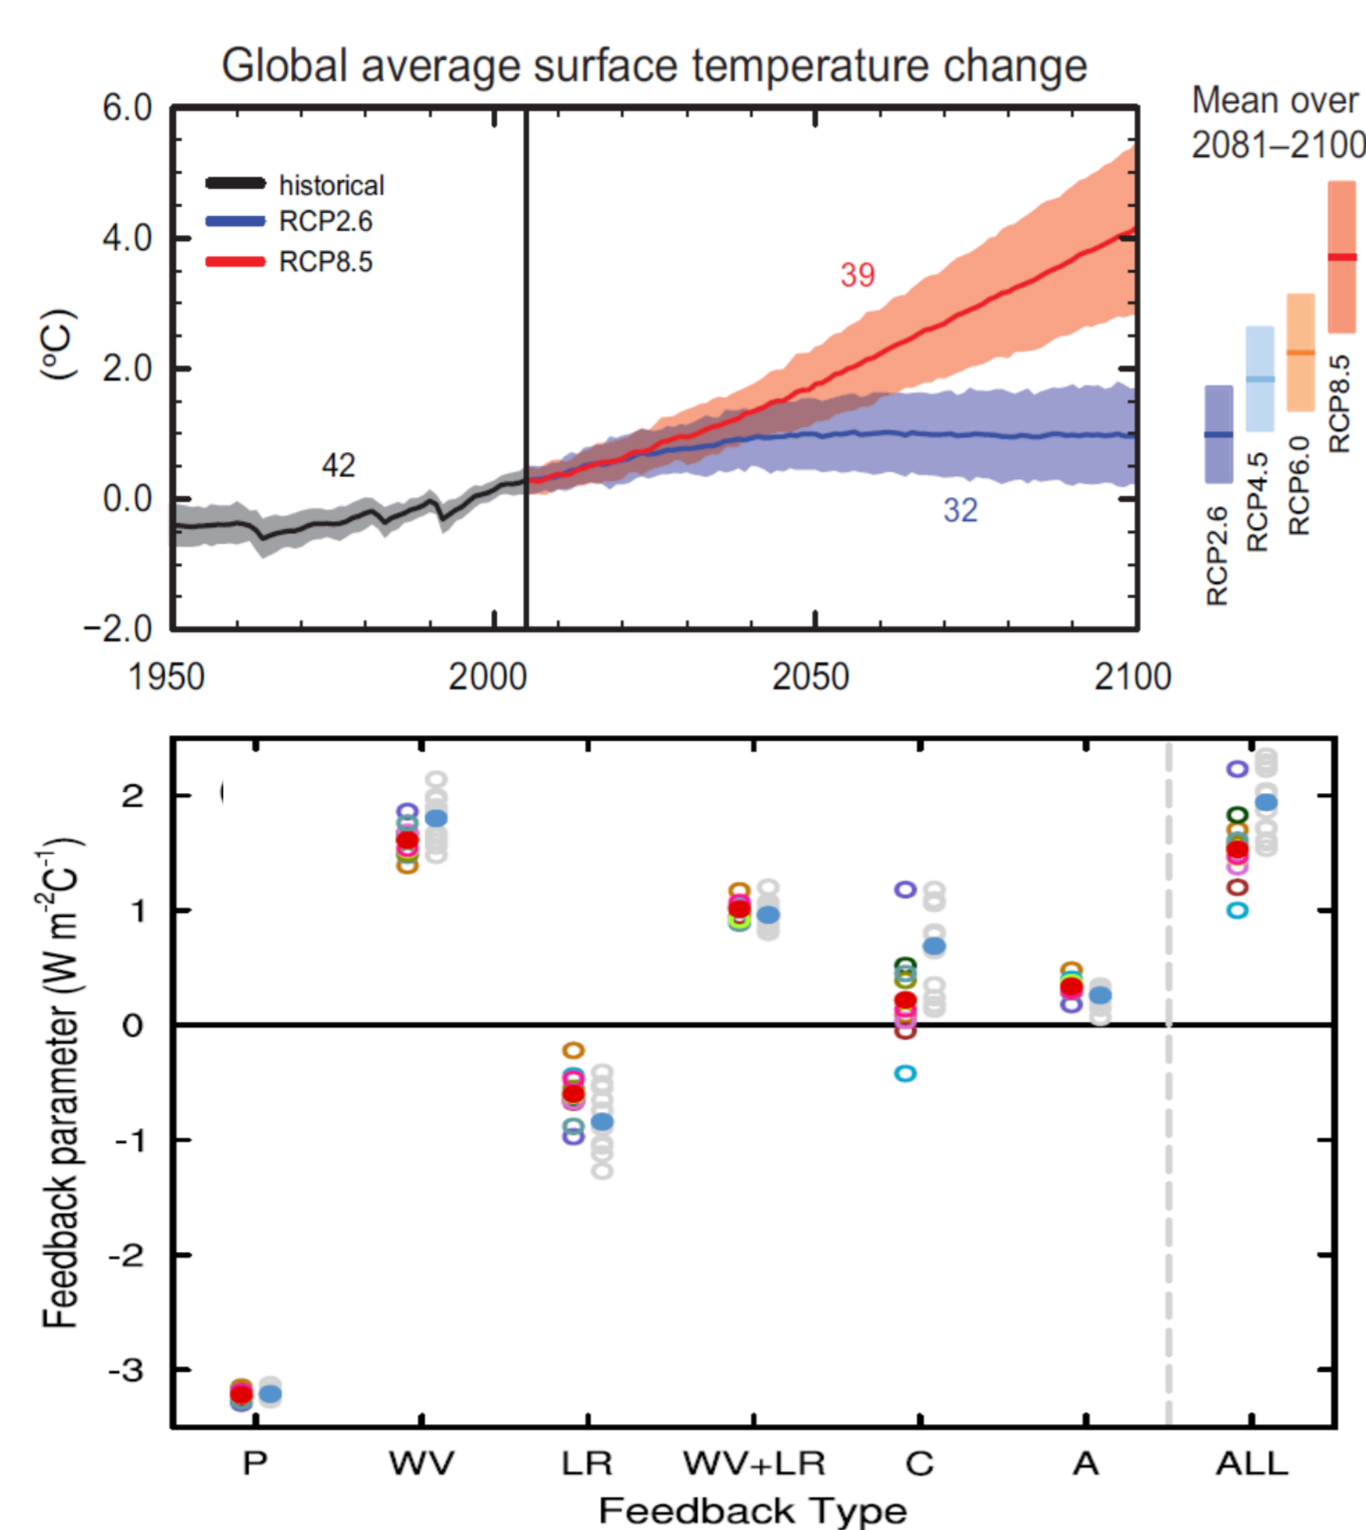 Global average surface temperature change
Mean over
2081–2100
6.0
4.0
2.0
0.0
−2.0
(°C)
historical
RCP2.6
RCP8.5
42
39
32
1950
2000
2050
2100
RCP2.6
RCP4.5
RCP6.0
RCP8.5
Feedback parameter (W m⁻²C⁻¹)
2
1
0
-1
-2
-3
P
WV
LR
WV+LR
C
A
ALL
Feedback Type